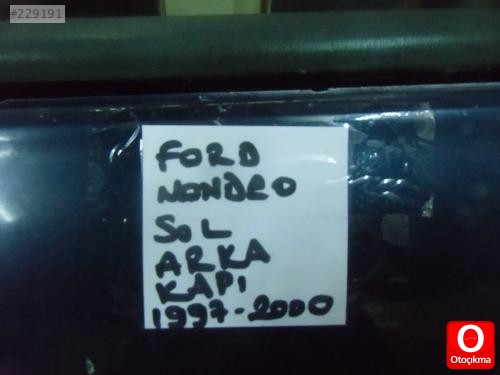 #229191
FORD
MONDEO
SOL
ARKA
KAPI
1997-2000
O
Otoçıkma